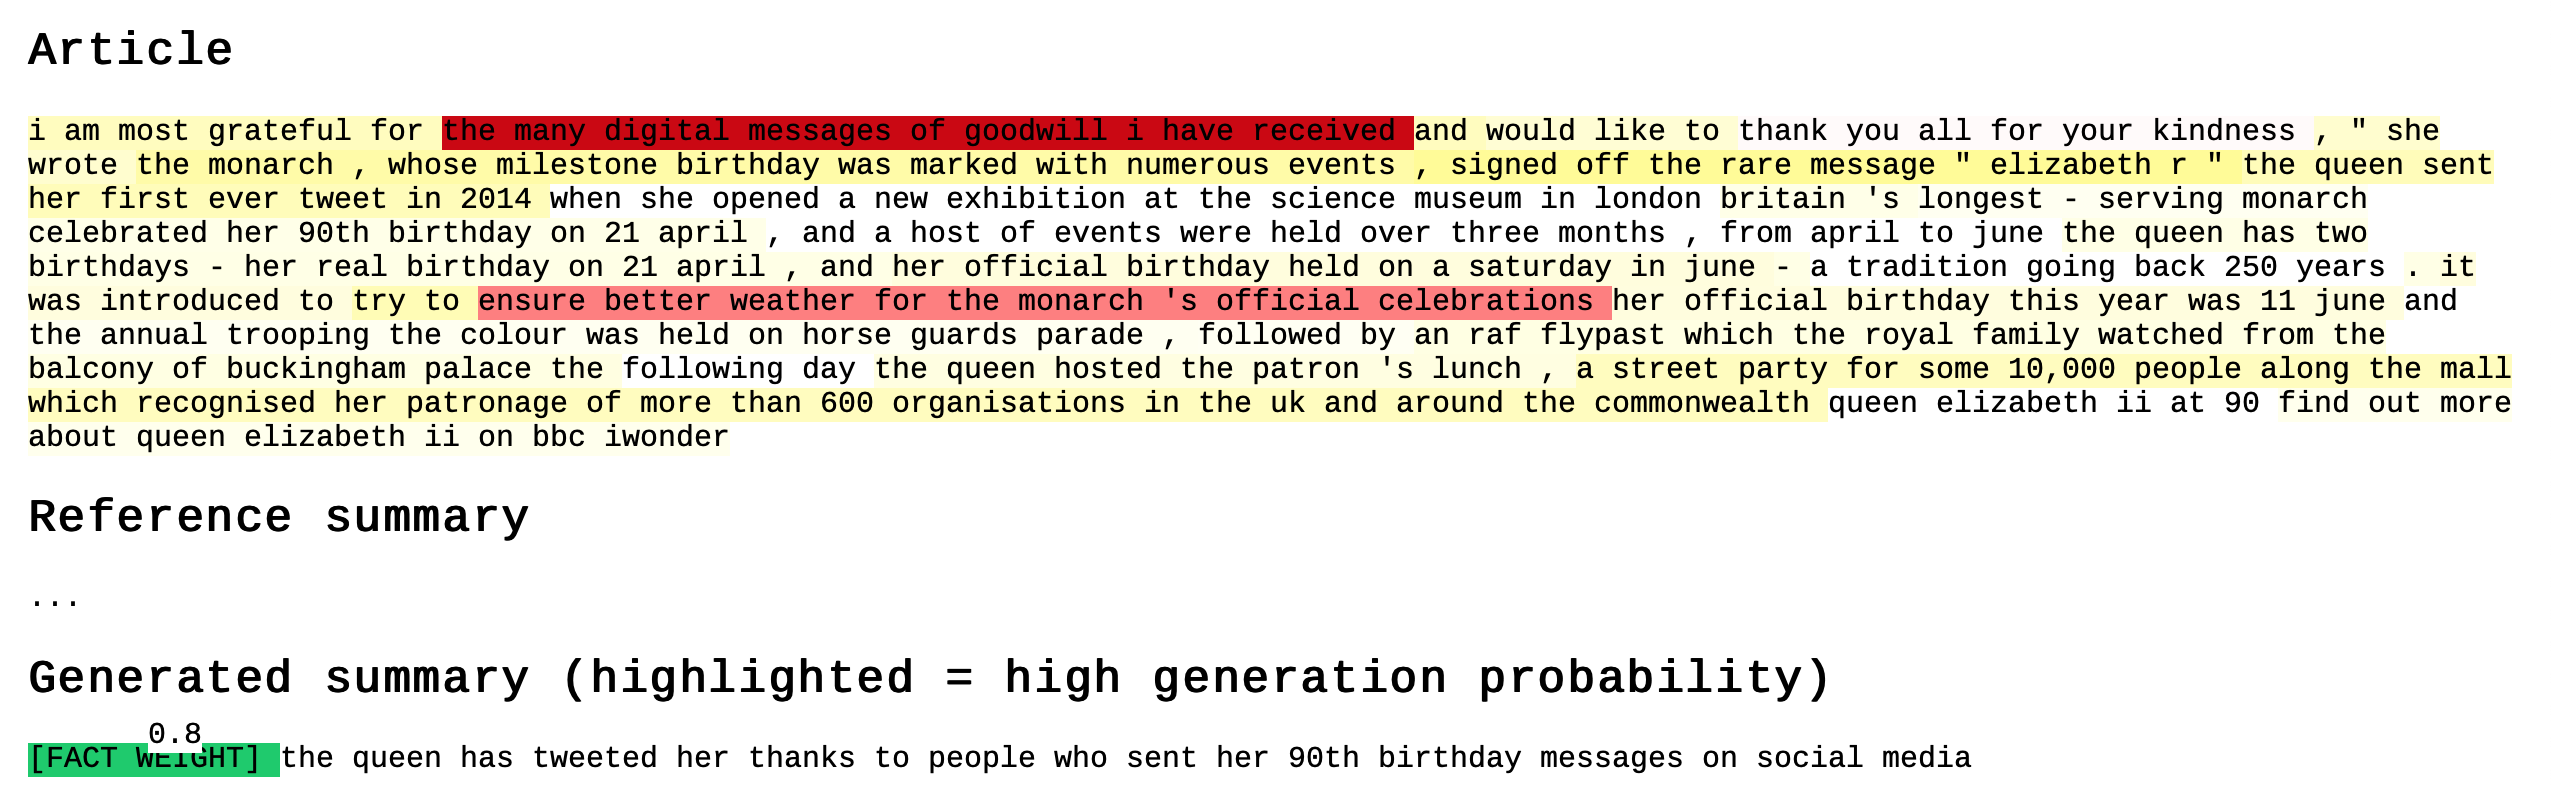 Article
i am most grateful for the many digital messages of goodwill i have received and would like to thank you all for your kindness , " she
wrote the monarch , whose milestone birthday was marked with numerous events , signed off the rare message " elizabeth r " the queen sent
her first ever tweet in 2014 when she opened a new exhibition at the science museum in london britain 's longest - serving monarch
celebrated her 90th birthday on 21 april , and a host of events were held over three months , from april to june the queen has two
birthdays - her real birthday on 21 april , and her official birthday held on a saturday in june - a tradition going back 250 years . it
was introduced to try to ensure better weather for the monarch 's official celebrations her official birthday this year was 11 june and
the annual trooping the colour was held on horse guards parade , followed by an raf flypast which the royal family watched from the
balcony of buckingham palace the following day the queen hosted the patron 's lunch , a street party for some 10,000 people along the mall
which recognised her patronage of more than 600 organisations in the uk and around the commonwealth queen elizabeth ii at 90 find out more
about queen elizabeth ii on bbc iwonder
Reference summary
...
Generated summary (highlighted = high generation probability)
0.8
[FACT WEIGHT] the queen has tweeted her thanks to people who sent her 90th birthday messages on social media